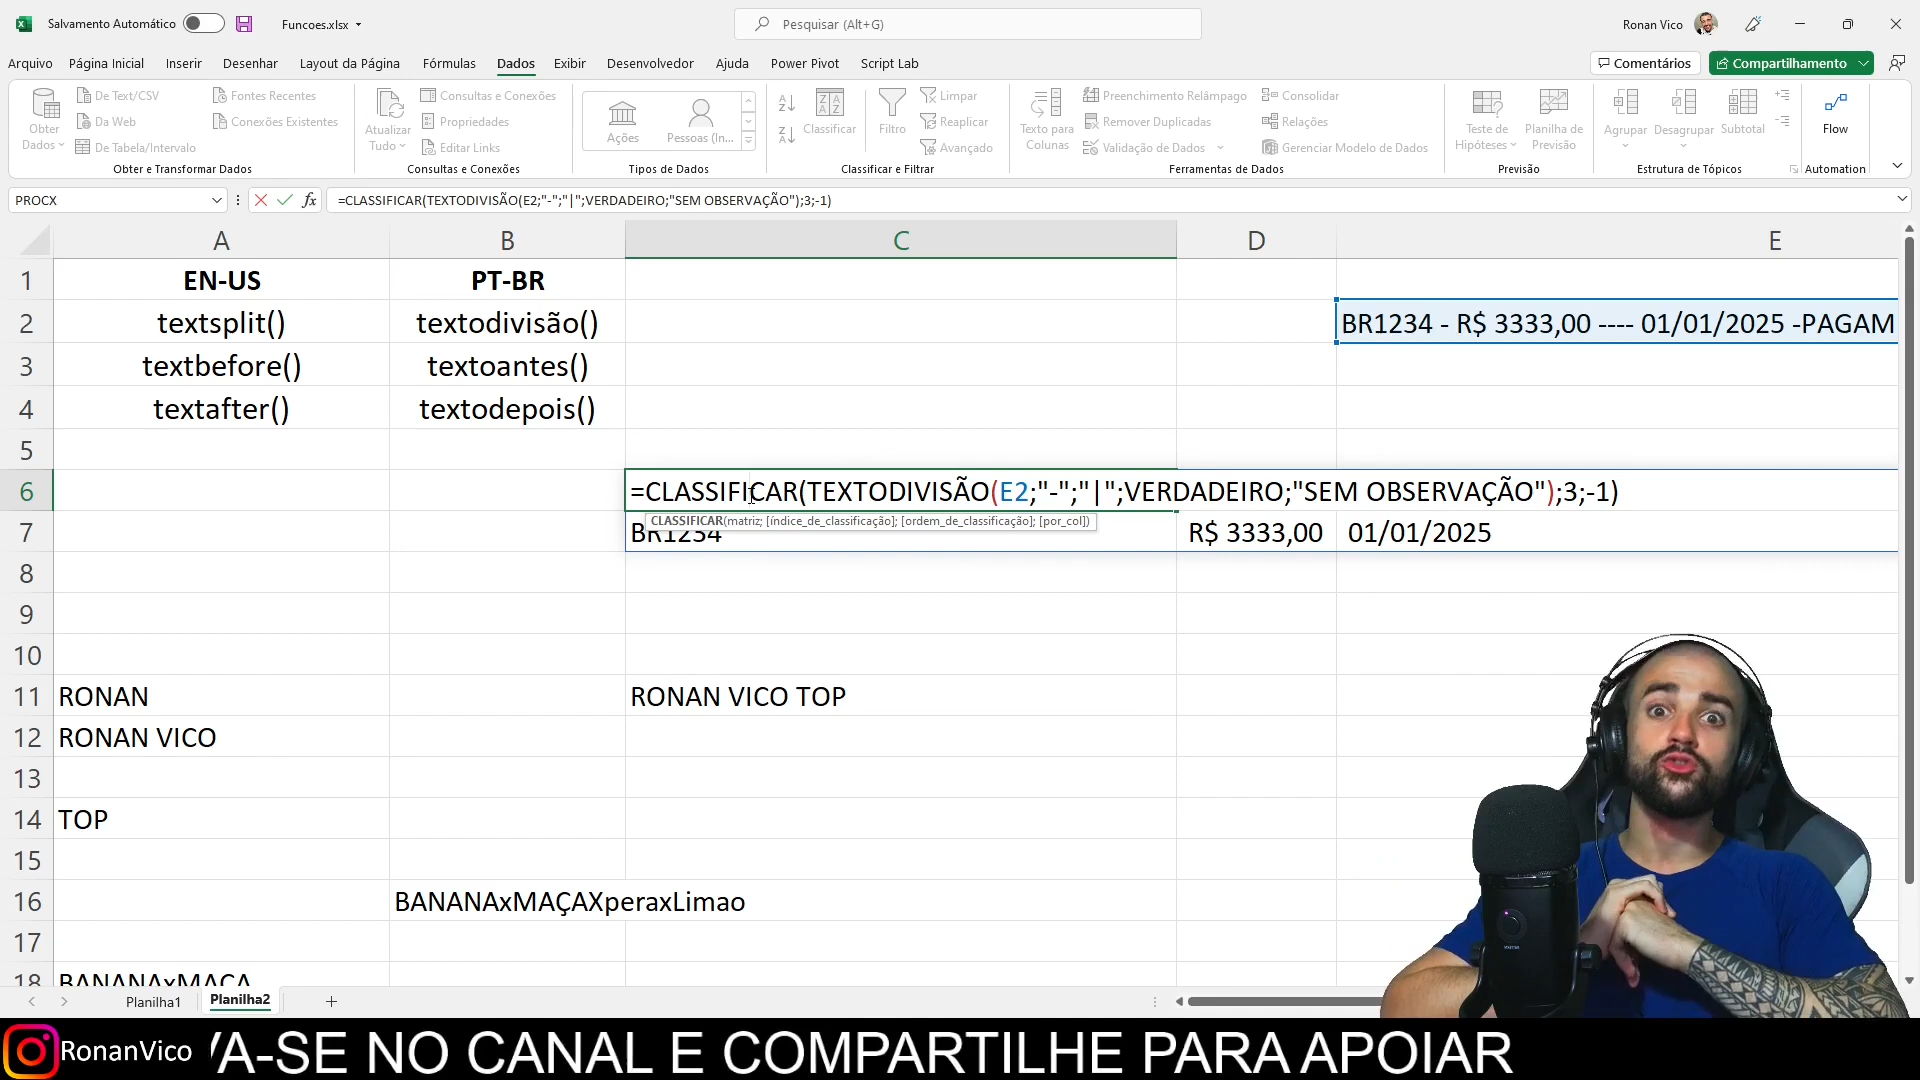 Salvamento Automático
Funcoes.xlsx
Pesquisar (Alt+G)
Ronan Vico
Arquivo Página Inicial Inserir Desenhar Layout da Página Fórmulas Dados Exibir Desenvolvedor Ajuda Power Pivot Script Lab
Comentários
Compartilhamento
Obter Dados
De Text/CSV
Da Web
De Tabela/Intervalo
Fontes Recentes
Conexões Existentes
Obter e Transformar Dados
Atualizar Tudo
Consultas e Conexões
Propriedades
Editar Links
Consultas e Conexões
Ações
Pessoas (In...
Tipos de Dados
Classificar
Filtro
Limpar
Reaplicar
Avançado
Classificar e Filtrar
Texto para Colunas
Preenchimento Relâmpago
Remover Duplicadas
Validação de Dados
Consolidar
Relações
Gerenciar Modelo de Dados
Ferramentas de Dados
Teste de Hipóteses
Planilha de Previsão
Previsão
Agrupar
Desagrupar
Subtotal
Estrutura de Tópicos
Flow
Automation
PROCX
fx
=CLASSIFICAR(TEXTODIVISÃO(E2;"-";"|";VERDADEIRO;"SEM OBSERVAÇÃO");3;-1)
A B C D E
1 EN-US PT-BR
2 textsplit() textodivisão() BR1234 - R$ 3333,00 ---- 01/01/2025 -PAGAM
3 textbefore() textoantes()
4 textafter() textodepois()
5
6 =CLASSIFICAR(TEXTODIVISÃO(E2;"-";"|";VERDADEIRO;"SEM OBSERVAÇÃO");3;-1)
CLASSIFICAR(matriz; [índice_de_classificação]; [ordem_de_classificação]; [por_col])
7 BR1234 R$ 3333,00 01/01/2025
8
9
10
11 RONAN RONAN VICO TOP
12 RONAN VICO
13
14 TOP
15
16 BANANAxMAÇAXperaxLimao
17
18 BANANAxMACA
Planilha1 Planilha2
RonanVico
A-SE NO CANAL E COMPARTILHE PARA APOIAR